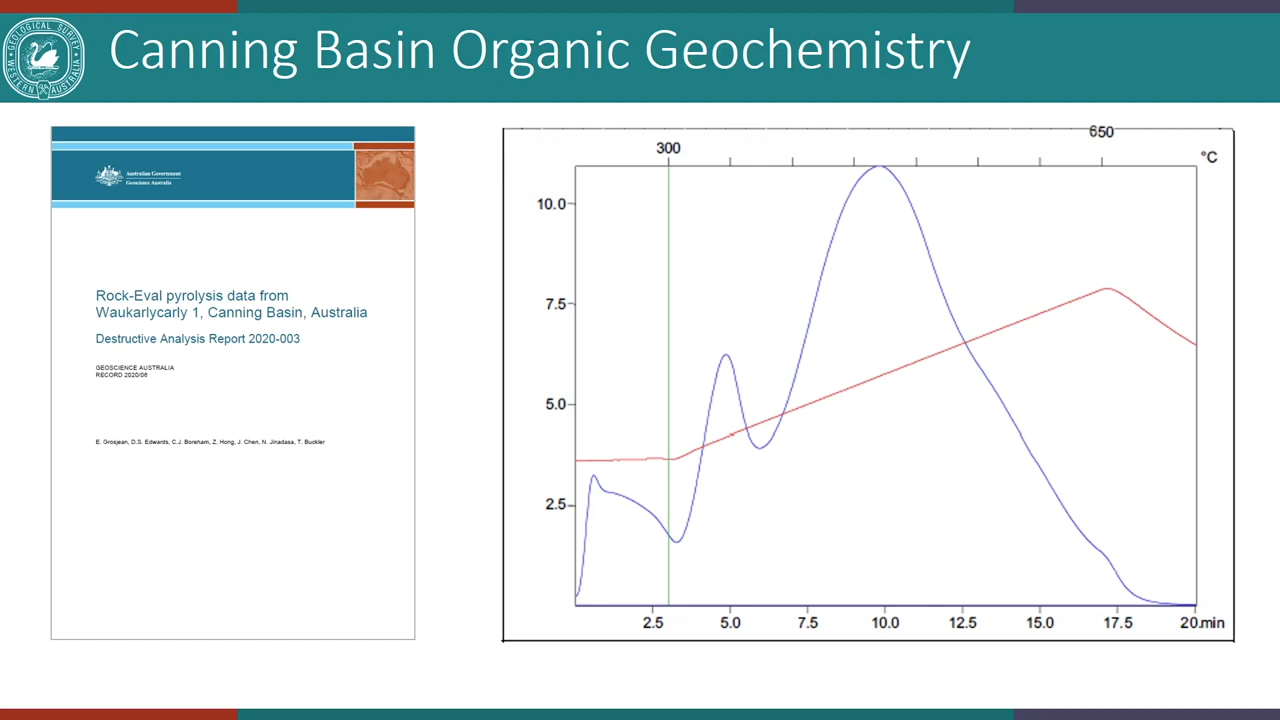 Canning Basin Organic Geochemistry
GEOLOGICAL SURVEY
WESTERN AUSTRALIA
Australian Government
Geoscience Australia
Rock-Eval pyrolysis data from
Waukarlycarly 1, Canning Basin, Australia
Destructive Analysis Report 2020-003
GEOSCIENCE AUSTRALIA
RECORD 2020/06
E. Grosjean, D.S. Edwards, C.J. Boreham, Z. Hong, J. Chen, N. Jinadasa, T. Buckler
300
650
°C
10.0
7.5
5.0
2.5
2.5 5.0 7.5 10.0 12.5 15.0 17.5 20.min